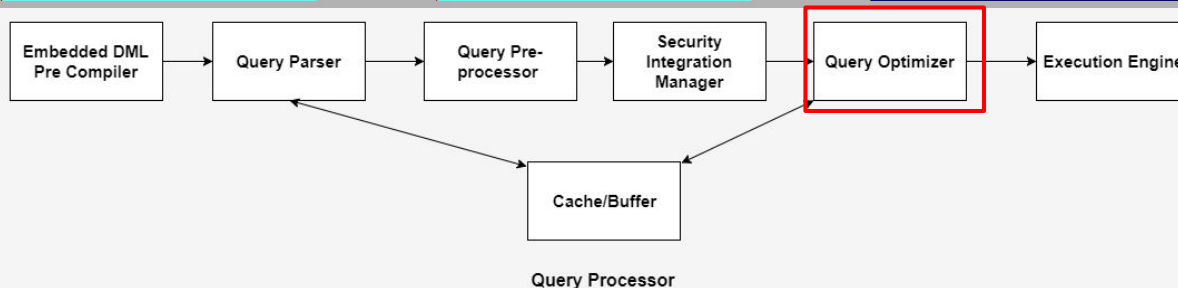 Embedded DML
Pre Compiler
Query Parser
Query Pre-
processor
Security
Integration
Manager
Query Optimizer
Execution Engine
Cache/Buffer
Query Processor